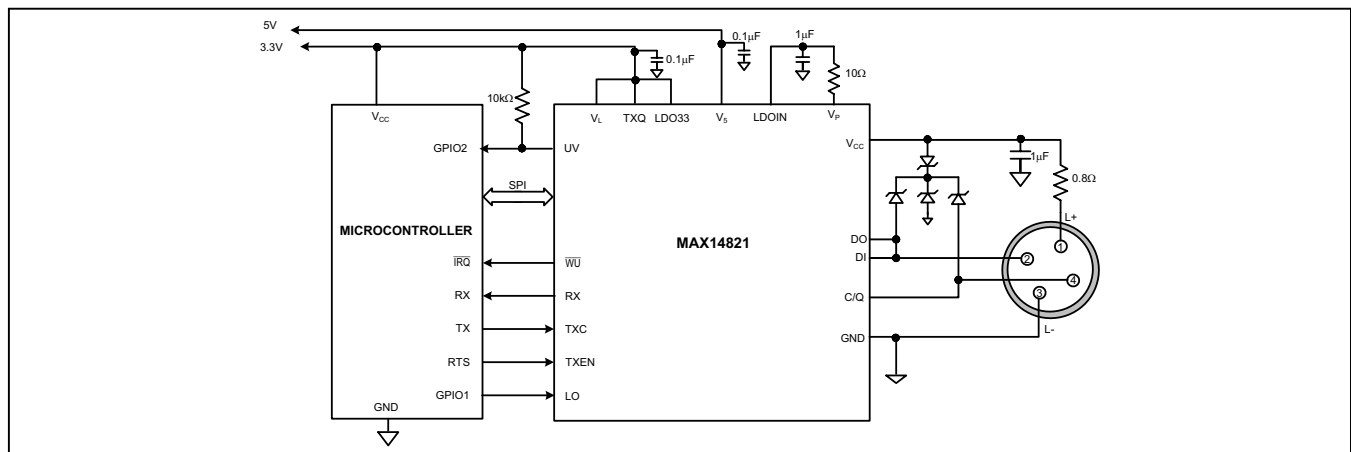 5V
3.3V
0.1µF
0.1µF
1µF
10Ω
10kΩ
VCC
VL
TXQ
LDO33
V5
LDOIN
VP
GPIO2
UV
VCC
1µF
0.8Ω
SPI
MICROCONTROLLER
MAX14821
L+
DO
DI
1
2
4
3
IRQ
WU
RX
RX
C/Q
TX
TXC
GND
L-
RTS
TXEN
GPIO1
LO
GND